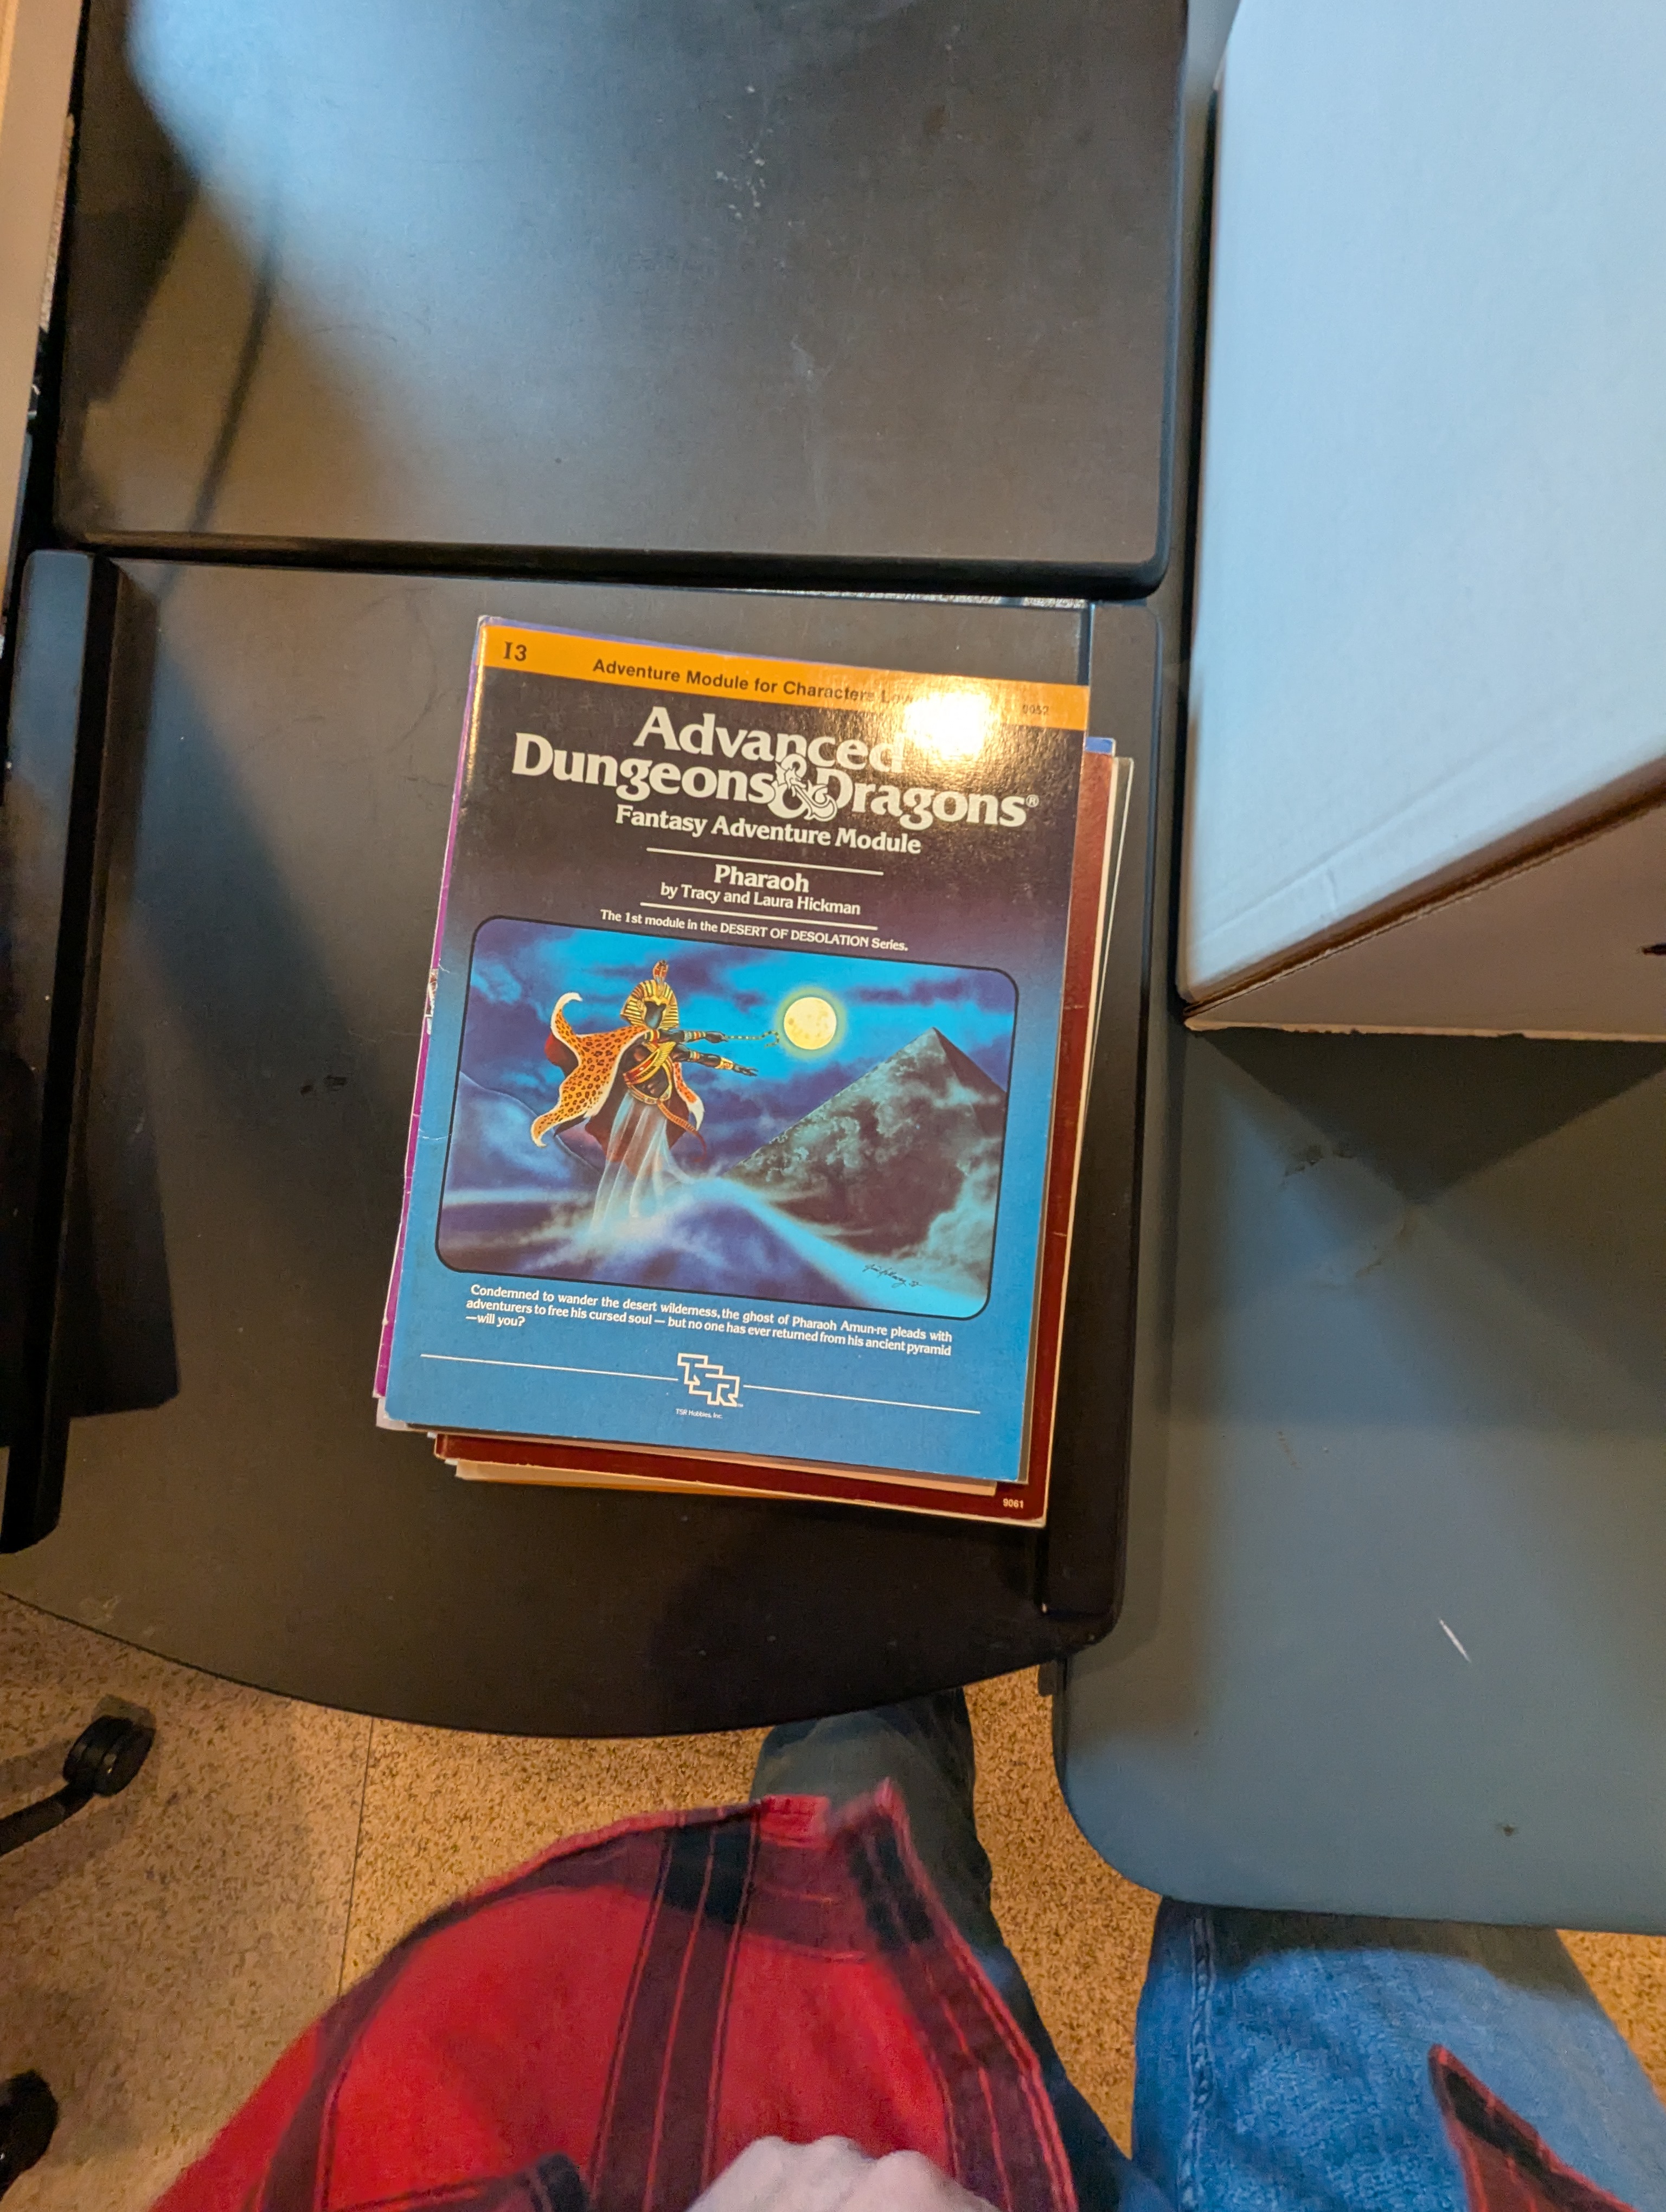 I3
Adventure Module for Characters
9052
Advanced
Dungeons & Dragons®
Fantasy Adventure Module
Pharaoh
by Tracy and Laura Hickman
The 1st module in the DESERT OF DESOLATION Series.
Condemned to wander the desert wilderness, the ghost of Pharaoh Amun-re pleads with
adventurers to free his cursed soul — but no one has ever returned from his ancient pyramid
—will you?
TSR™
TSR Hobbies, Inc.
9061